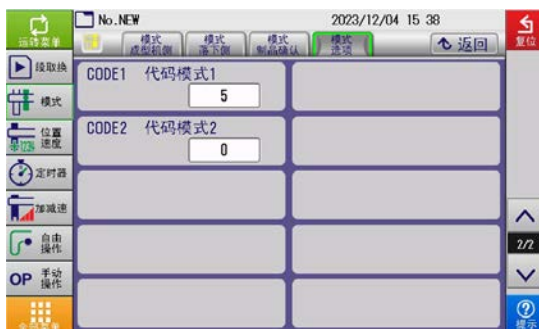 No.NEW 2023/12/04 15 38
运转菜单
模式
成型机侧
模式
落下侧
模式
制品确认
模式
选项
返回
复位
段取换
模式
位置
速度
定时器
加减速
自由
操作
OP 手动
操作
全部菜单
CODE1 代码模式1
5
CODE2 代码模式2
0
2/2
提示